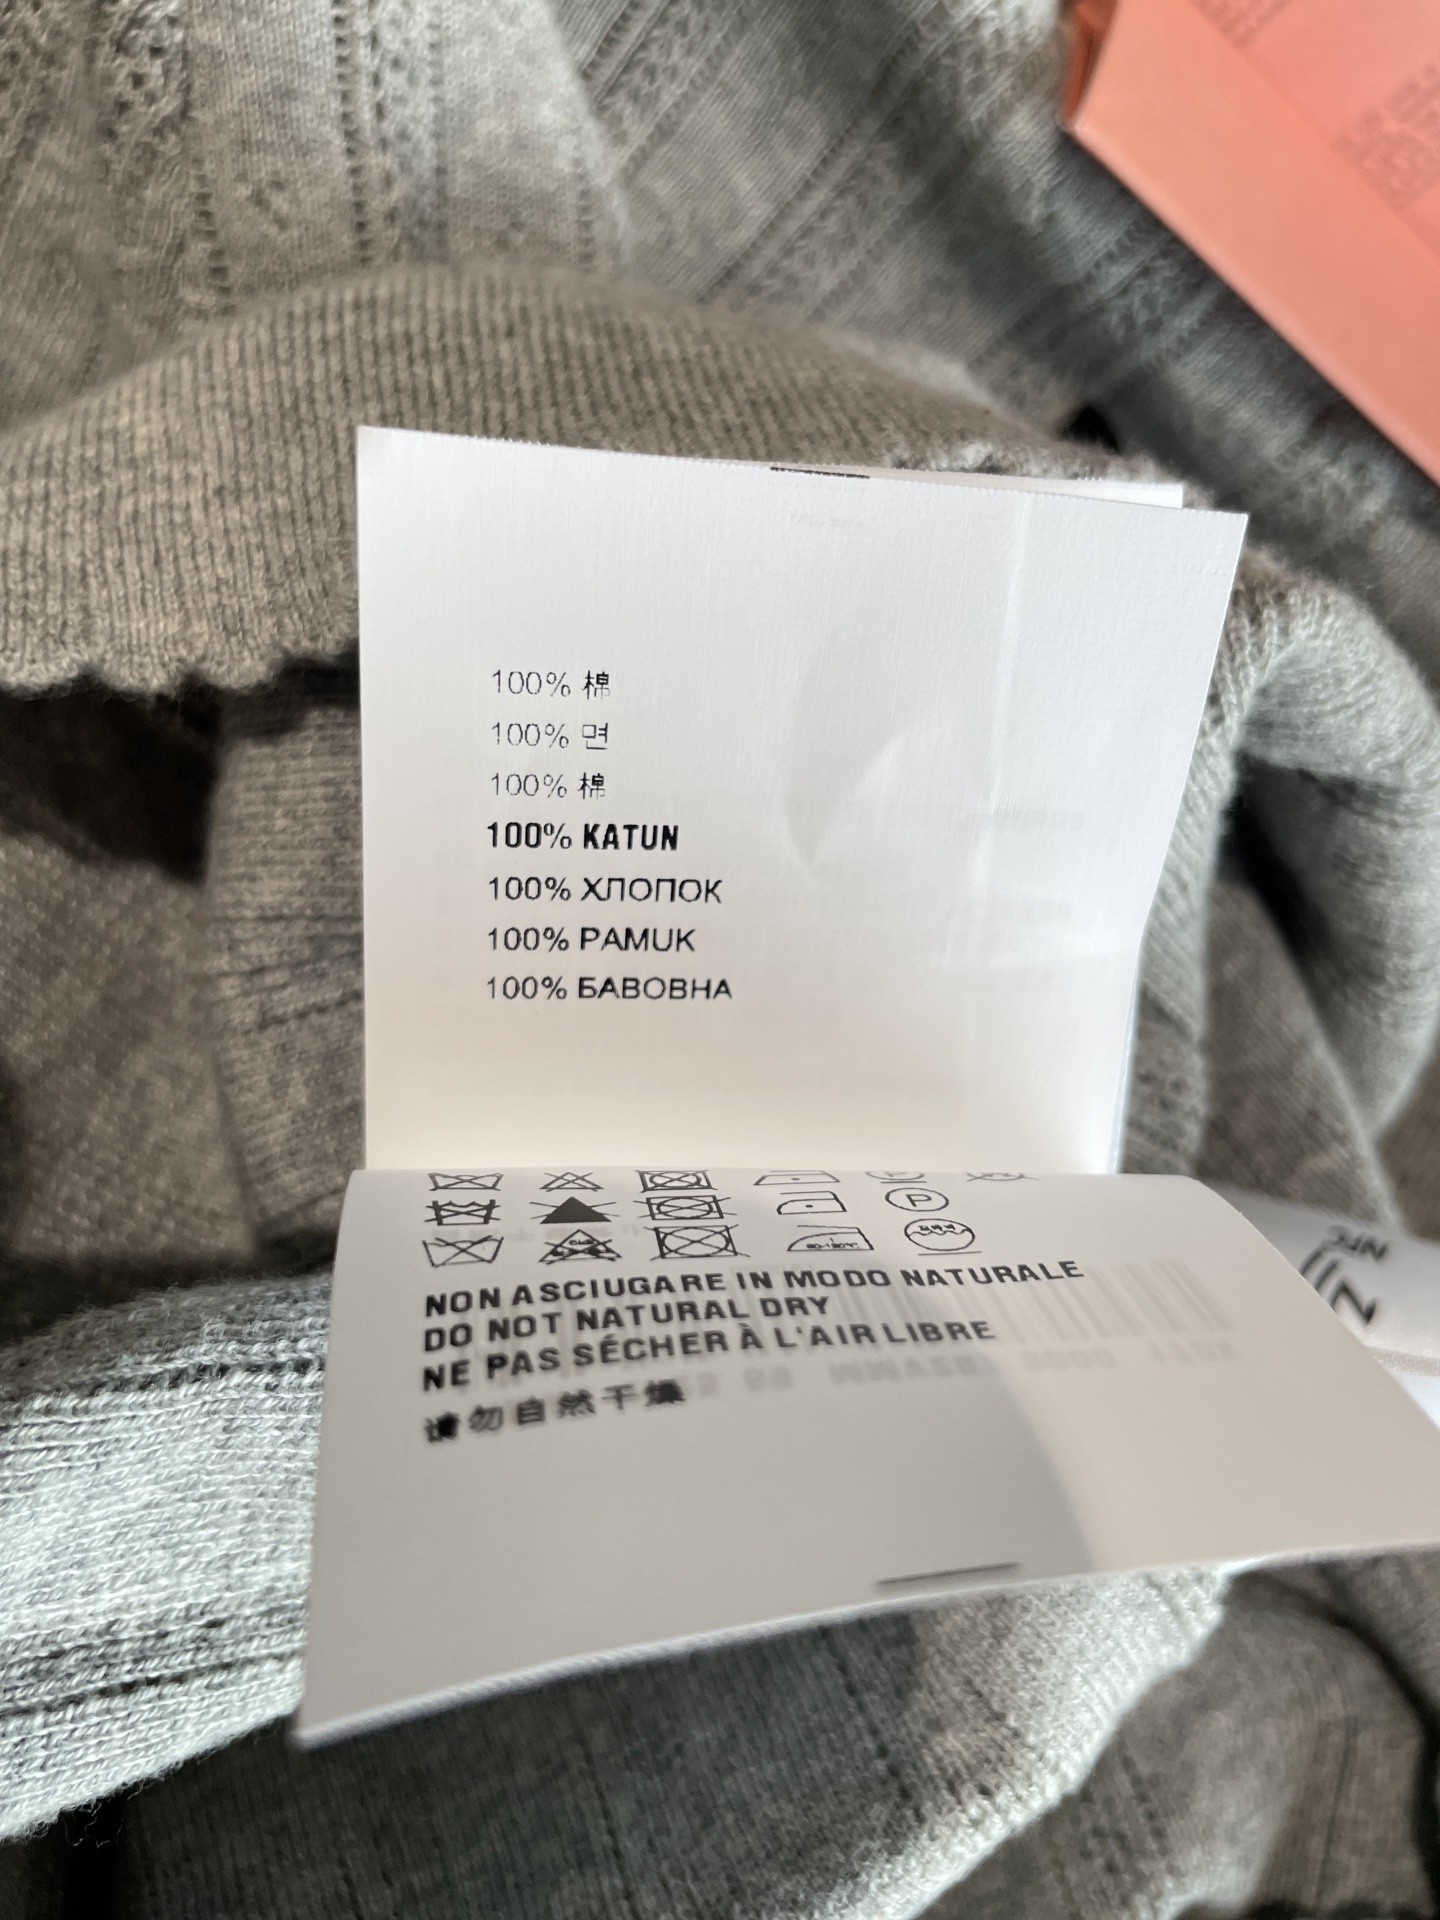 100% 棉
100% 면
100% 棉
100% KATUN
100% ХЛОПОК
100% PAMUK
100% БАВОВНА
P
NON ASCIUGARE IN MODO NATURALE
DO NOT NATURAL DRY
NE PAS SÉCHER À L'AIR LIBRE
请勿自然干燥